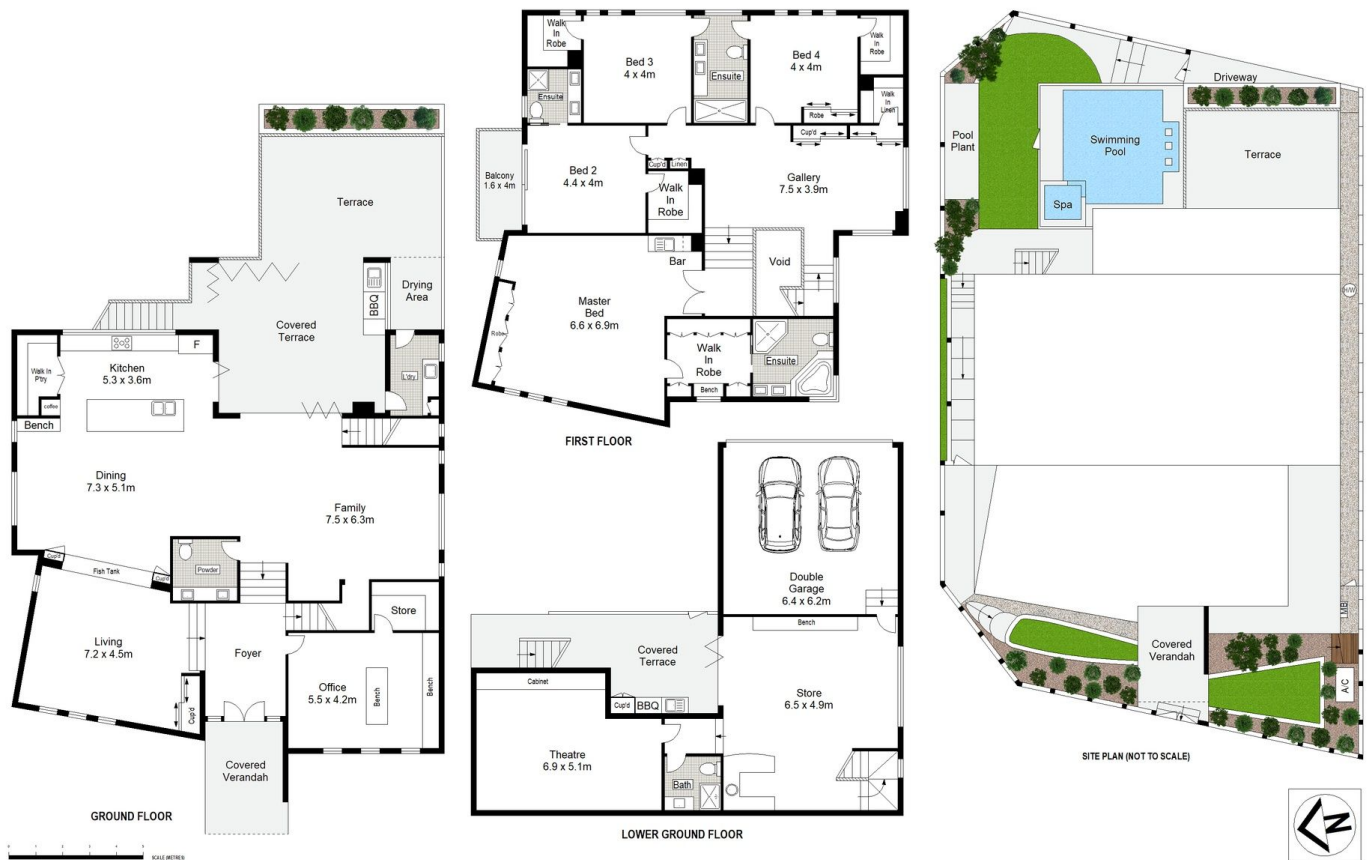 Terrace
Covered
Terrace
BBQ
Drying
Area
Walk In
P'try
coffee
Bench
Kitchen
5.3 x 3.6m
F
L'dry
Dining
7.3 x 5.1m
Family
7.5 x 6.3m
Cup'd
Fish Tank
Cup'd
Powder
Living
7.2 x 4.5m
Cup'd
Foyer
Store
Office
5.5 x 4.2m
Bench
Bench
Covered
Verandah
GROUND FLOOR
SCALE (METRES)
Walk
In
Robe
Bed 3
4 x 4m
Ensuite
Bed 4
4 x 4m
Walk
In
Robe
Ensuite
Walk
In
Linen
Robe
Cup'd
Balcony
1.6 x 4m
Bed 2
4.4 x 4m
Cup'd
Linen
Walk
In
Robe
Gallery
7.5 x 3.9m
Bar
Void
Master
Bed
6.6 x 6.9m
Robe
Walk
In
Robe
Bench
Ensuite
FIRST FLOOR
Double
Garage
6.4 x 6.2m
Bench
Covered
Terrace
Cabinet
Cup'd
BBQ
Store
6.5 x 4.9m
Theatre
6.9 x 5.1m
Bath
LOWER GROUND FLOOR
Driveway
Pool
Plant
Swimming
Pool
Terrace
Spa
H/W
Covered
Verandah
A/C
SITE PLAN (NOT TO SCALE)
N